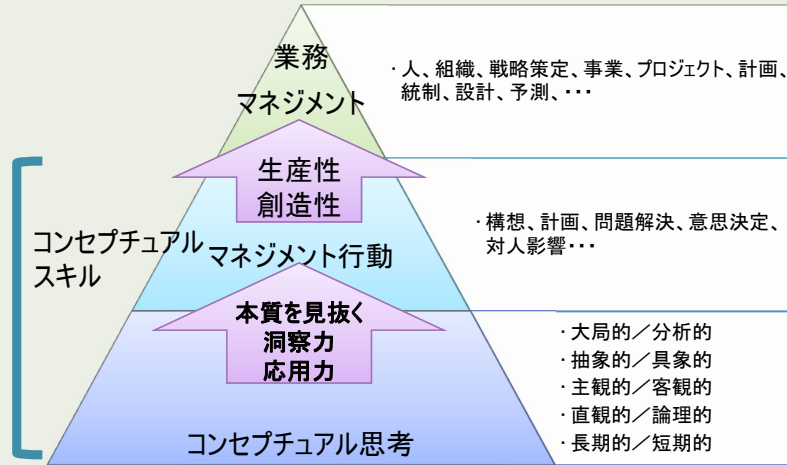 業務
マネジメント
・人、組織、戦略策定、事業、プロジェクト、計画、
統制、設計、予測、・・・
生産性
創造性
コンセプチュアル
スキル
マネジメント行動
・構想、計画、問題解決、意思決定、
対人影響・・・
本質を見抜く
洞察力
応用力
・大局的／分析的
・抽象的／具象的
・主観的／客観的
・直観的／論理的
・長期的／短期的
コンセプチュアル思考